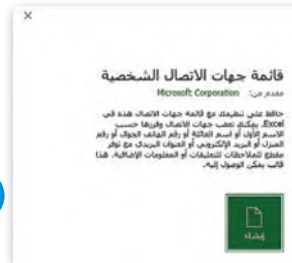 قائمة جهات الاتصال الشخصية
مقدم من: Microsoft Corporation
حافظ على تنظيمك مع قائمة جهات الاتصال هذه في
Excel. يمكنك تعقب جهات الاتصال وفرزها حسب
الاسم الأول أو اسم العائلة أو رقم الهاتف الجوال أو رقم
المنزل أو البريد الإلكتروني أو العنوان البريدي مع توفر
مقطع للملاحظات للتعليقات أو المعلومات الإضافية. هذا
قالب يمكن الوصول إليه.
إنشاء